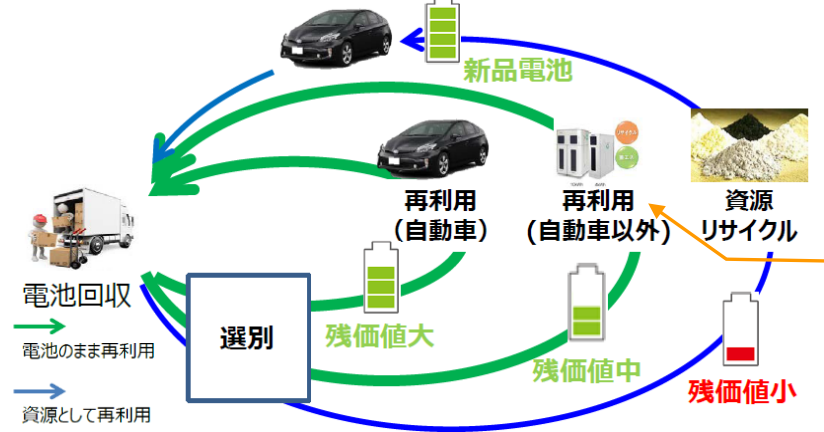 新品電池
再利用
（自動車）
再利用
(自動車以外)
資源
リサイクル
電池回収
選別
残価値大
残価値中
残価値小
電池のまま再利用
資源として再利用